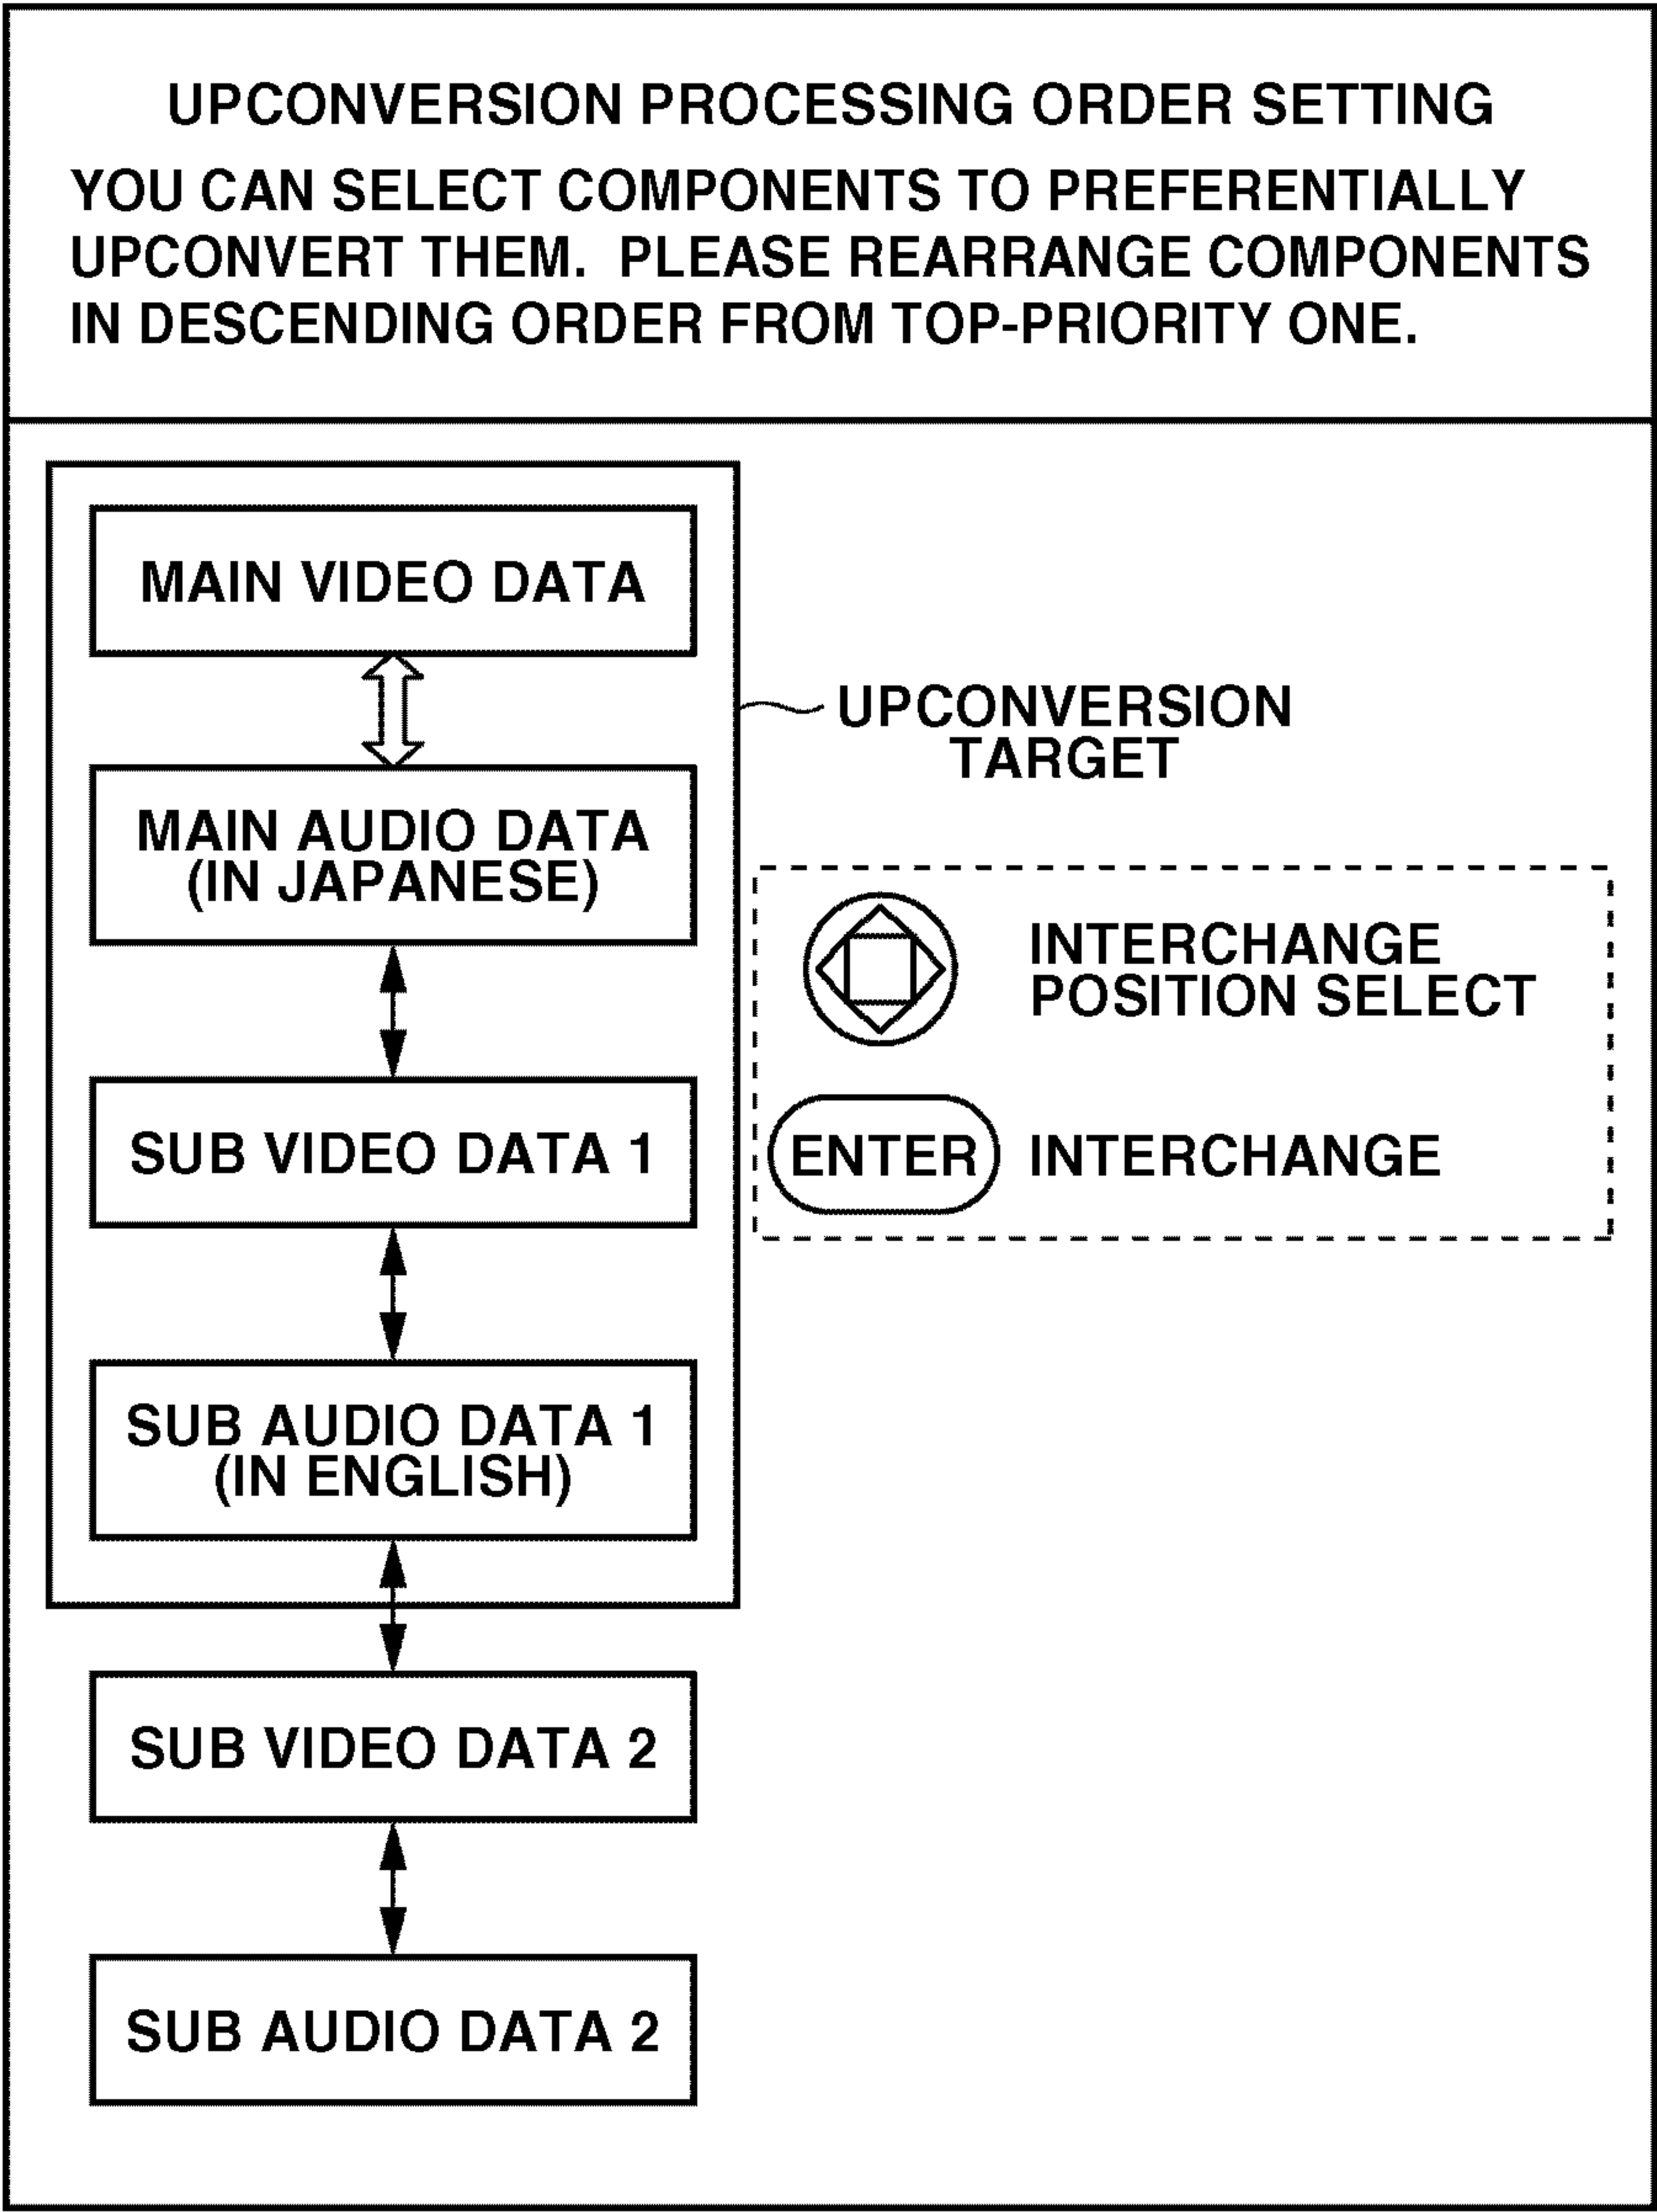 UPCONVERSION PROCESSING ORDER SETTING
YOU CAN SELECT COMPONENTS TO PREFERENTIALLY
UPCONVERT THEM. PLEASE REARRANGE COMPONENTS
IN DESCENDING ORDER FROM TOP-PRIORITY ONE.
MAIN VIDEO DATA
UPCONVERSION
TARGET
MAIN AUDIO DATA
(IN JAPANESE)
INTERCHANGE
POSITION SELECT
SUB VIDEO DATA 1
ENTER INTERCHANGE
SUB AUDIO DATA 1
(IN ENGLISH)
SUB VIDEO DATA 2
SUB AUDIO DATA 2